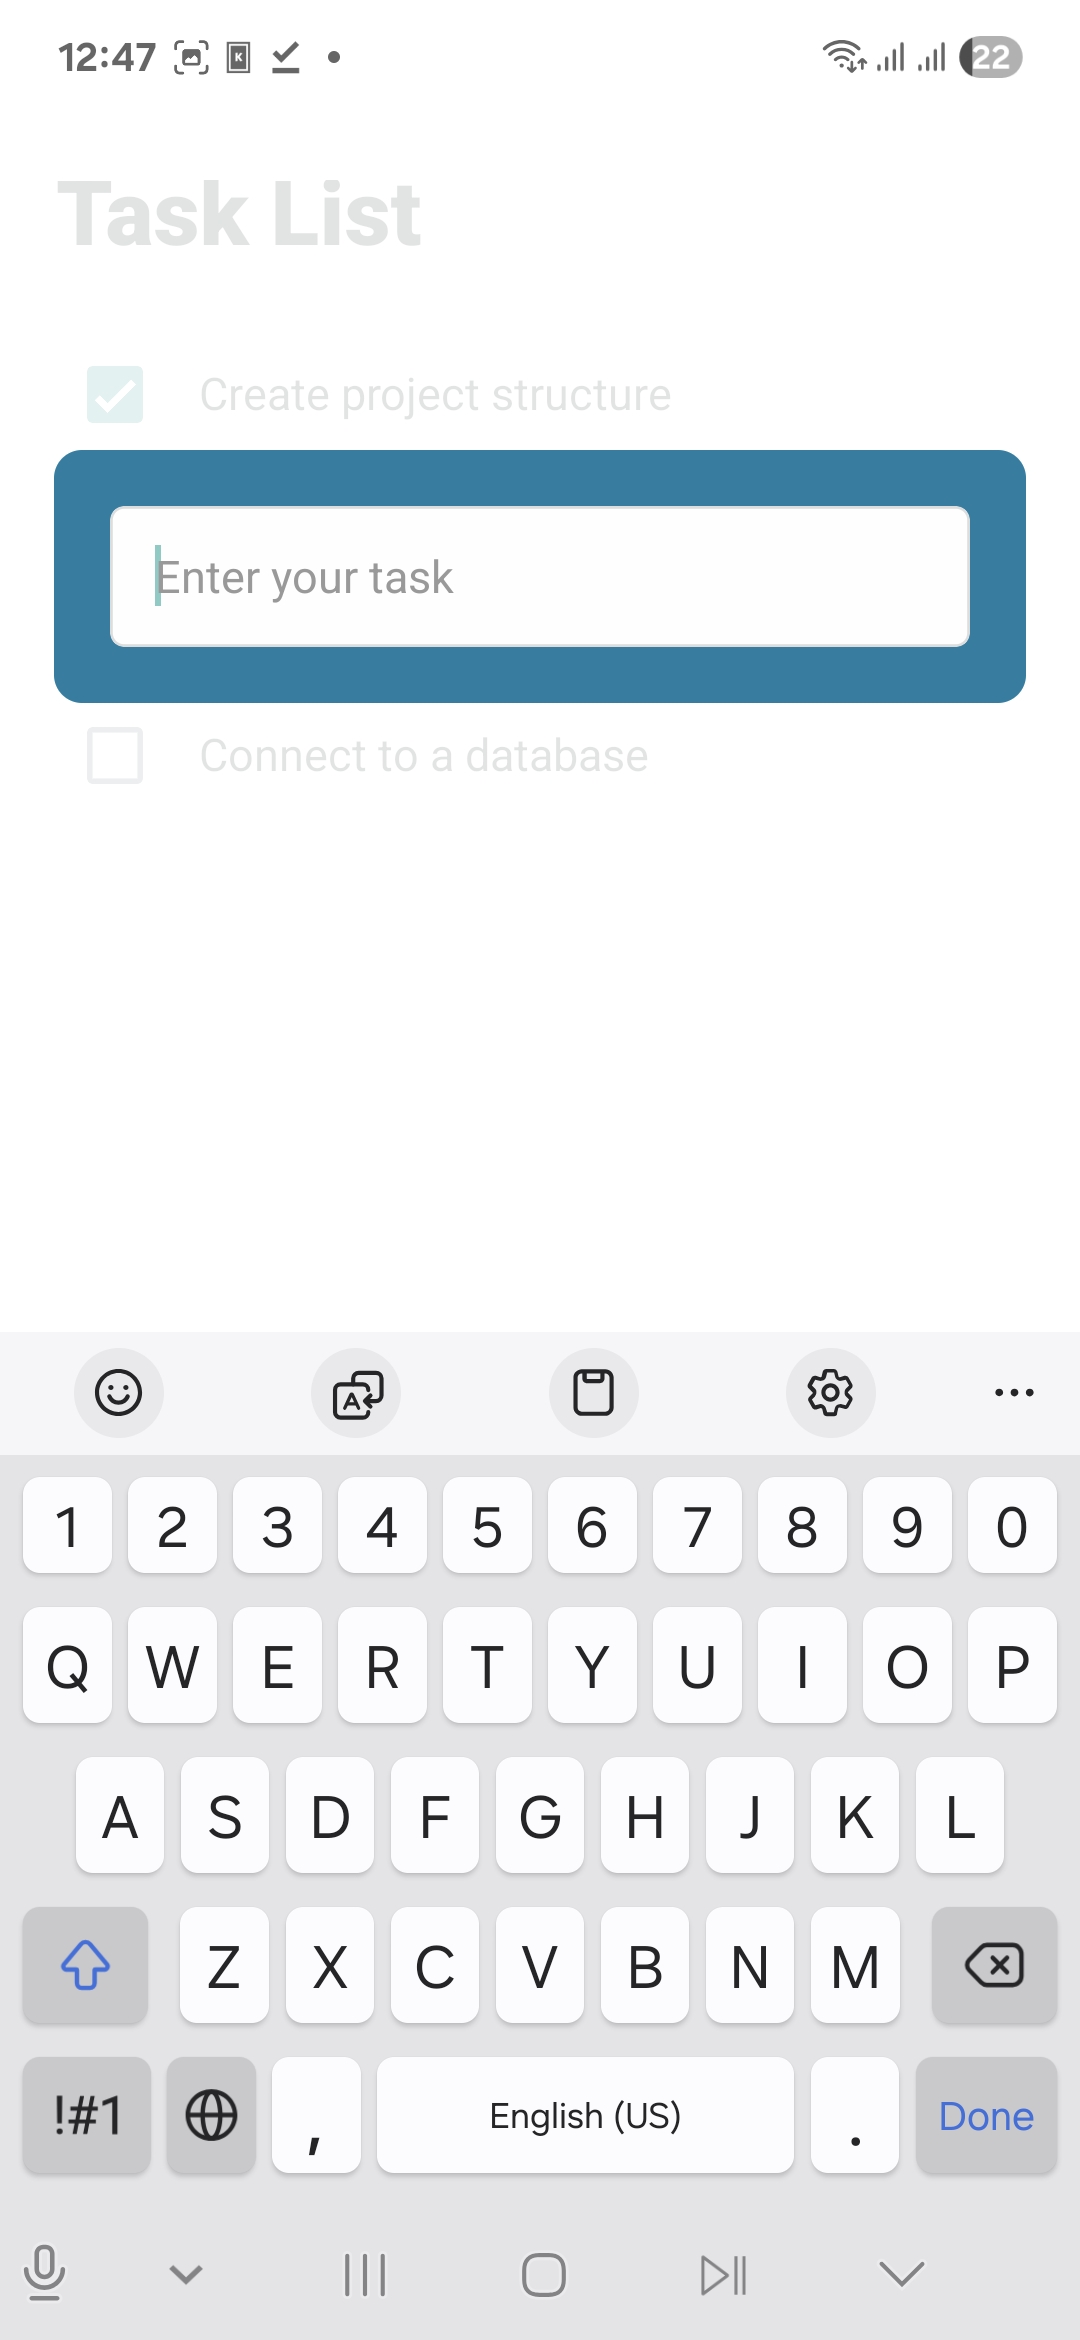 12:47
22
Task List
Create project structure
Enter your task
Connect to a database
1 2 3 4 5 6 7 8 9 0
Q W E R T Y U I O P
A S D F G H J K L
Z X C V B N M
!#1 , English (US) . Done